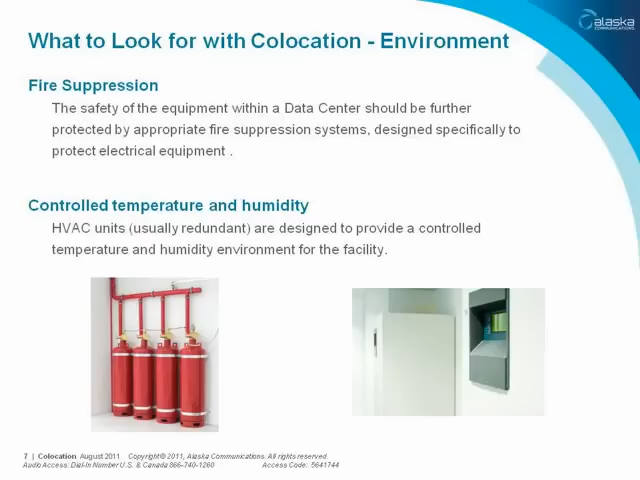 alaska
COMMUNICATIONS
What to Look for with Colocation - Environment
Fire Suppression
The safety of the equipment within a Data Center should be further
protected by appropriate fire suppression systems, designed specifically to
protect electrical equipment .
Controlled temperature and humidity
HVAC units (usually redundant) are designed to provide a controlled
temperature and humidity environment for the facility.
7 | Colocation August 2011 Copyright © 2011, Alaska Communications. All rights reserved.
Audio Access: Dial-In Number U.S. & Canada 866-740-1260 Access Code: 5641744